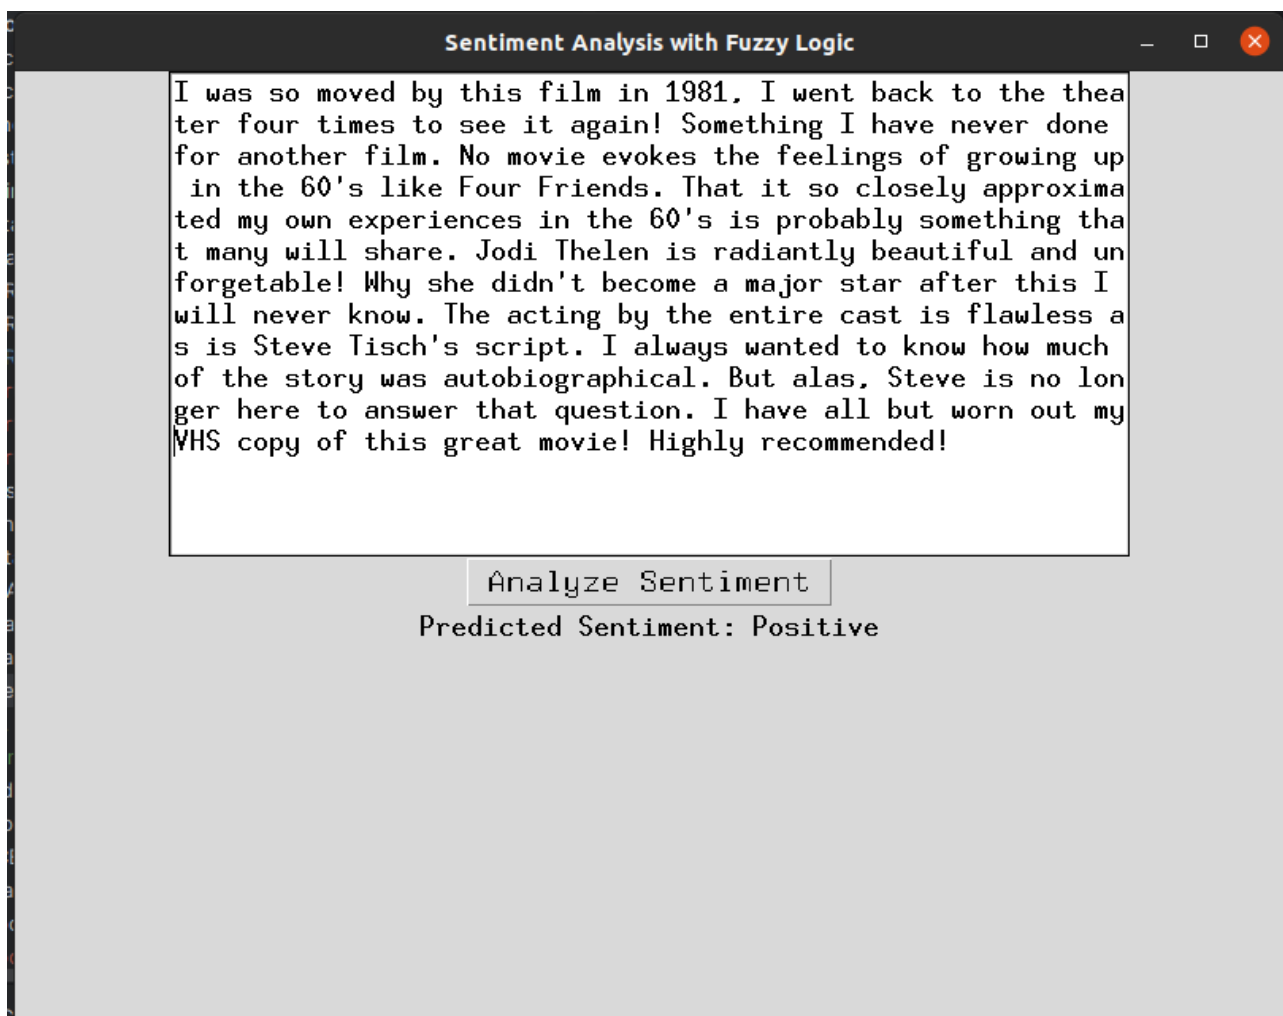 Sentiment Analysis with Fuzzy Logic
I was so moved by this film in 1981, I went back to the thea
ter four times to see it again! Something I have never done
for another film. No movie evokes the feelings of growing up
in the 60's like Four Friends. That it so closely approxima
ted my own experiences in the 60's is probably something tha
t many will share. Jodi Thelen is radiantly beautiful and un
forgetable! Why she didn't become a major star after this I
will never know. The acting by the entire cast is flawless a
s is Steve Tisch's script. I always wanted to know how much
of the story was autobiographical. But alas, Steve is no lon
ger here to answer that question. I have all but worn out my
VHS copy of this great movie! Highly recommended!
Analyze Sentiment
Predicted Sentiment: Positive